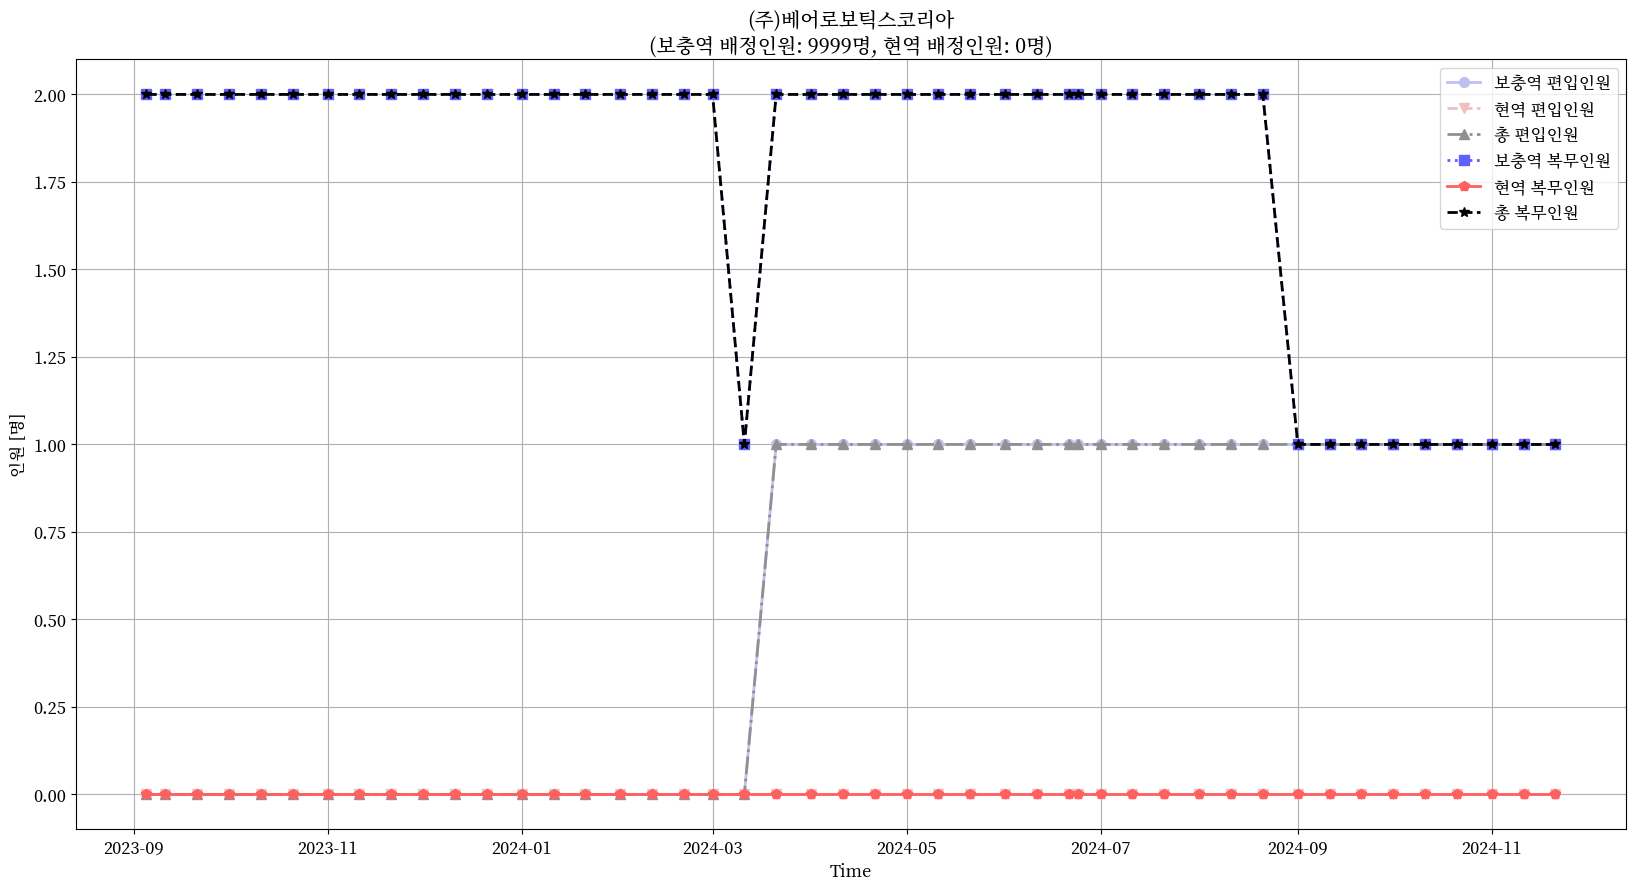 (주)베어로보틱스코리아
(보충역 배정인원: 9999명, 현역 배정인원: 0명)
보충역 편입인원
현역 편입인원
총 편입인원
보충역 복무인원
현역 복무인원
총 복무인원
인원 [명]
2.00
1.75
1.50
1.25
1.00
0.75
0.50
0.25
0.00
2023-09
2023-11
2024-01
2024-03
2024-05
2024-07
2024-09
2024-11
Time